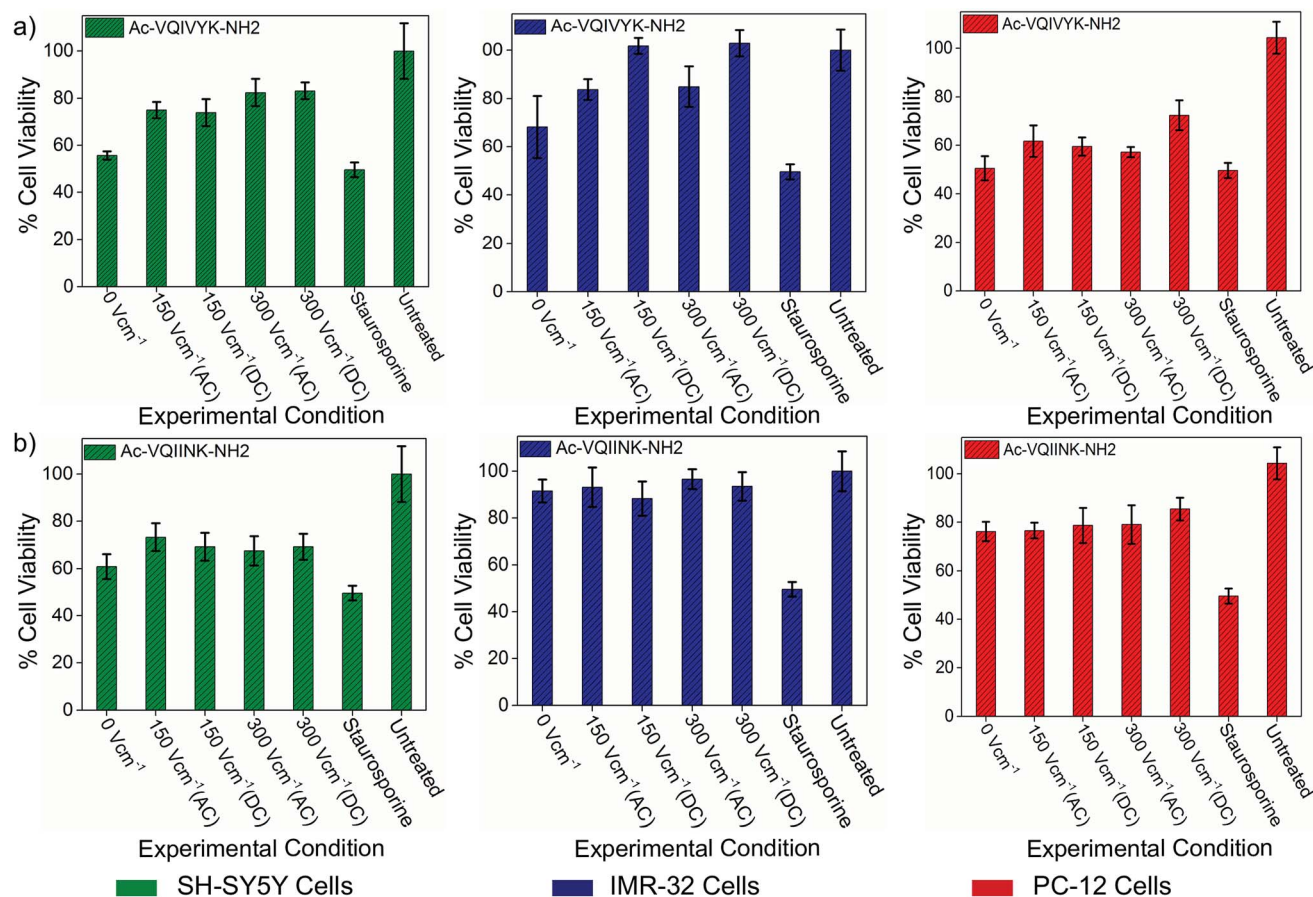 a)
Ac-VQIVYK-NH2
% Cell Viability
100
80
60
40
20
0
0 Vcm⁻¹
150 Vcm⁻¹(AC)
150 Vcm⁻¹(DC)
300 Vcm⁻¹(AC)
300 Vcm⁻¹(DC)
Staurosporine
Untreated
Experimental Condition
Ac-VQIVYK-NH2
% Cell Viability
00
80
60
40
20
0
0 Vcm⁻¹
150 Vcm⁻¹(AC)
150 Vcm⁻¹(DC)
300 Vcm⁻¹(AC)
300 Vcm⁻¹(DC)
Staurosporine
Untreated
Experimental Condition
Ac-VQIVYK-NH2
% Cell Viability
100
80
60
40
20
0
0 Vcm⁻¹
150 Vcm⁻¹(AC)
150 Vcm⁻¹(DC)
300 Vcm⁻¹(AC)
300 Vcm⁻¹(DC)
Staurosporine
Untreated
Experimental Condition
b)
Ac-VQIINK-NH2
% Cell Viability
100
80
60
40
20
0
0 Vcm⁻¹
150 Vcm⁻¹(AC)
150 Vcm⁻¹(DC)
300 Vcm⁻¹(AC)
300 Vcm⁻¹(DC)
Staurosporine
Untreated
Experimental Condition
Ac-VQIINK-NH2
% Cell Viability
100
80
60
40
20
0
0 Vcm⁻¹
150 Vcm⁻¹(AC)
150 Vcm⁻¹(DC)
300 Vcm⁻¹(AC)
300 Vcm⁻¹(DC)
Staurosporine
Untreated
Experimental Condition
Ac-VQIINK-NH2
% Cell Viability
100
80
60
40
20
0
0 Vcm⁻¹
150 Vcm⁻¹(AC)
150 Vcm⁻¹(DC)
300 Vcm⁻¹(AC)
300 Vcm⁻¹(DC)
Staurosporine
Untreated
Experimental Condition
SH-SY5Y Cells
IMR-32 Cells
PC-12 Cells